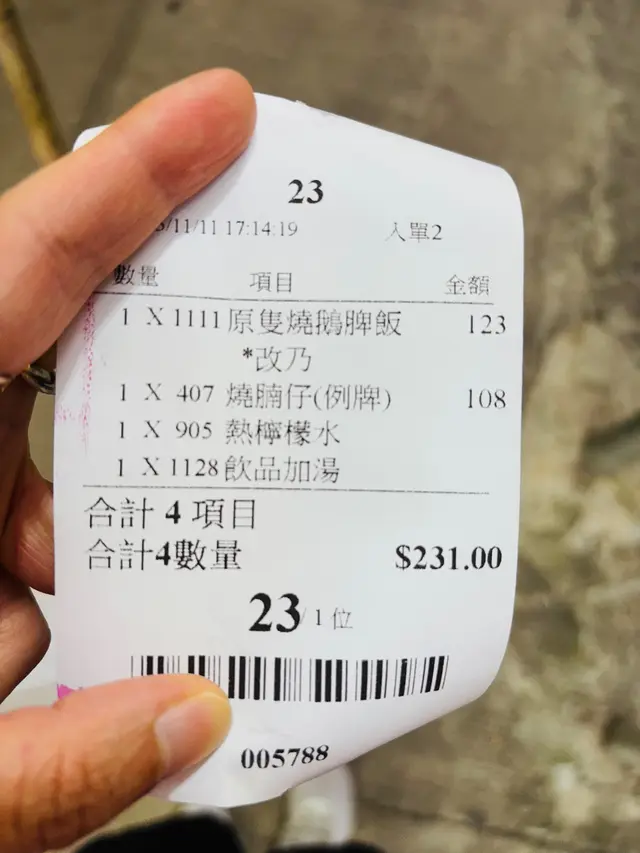 23
/11/11 17:14:19 入單2
數量 項目 金額
1 X 1111 原隻燒鵝脾飯 123
*改乃
1 X 407 燒腩仔(例牌) 108
1 X 905 熱檸檬水
1 X 1128 飲品加湯
合計 4 項目
合計4數量 $231.00
23/1 位
005788